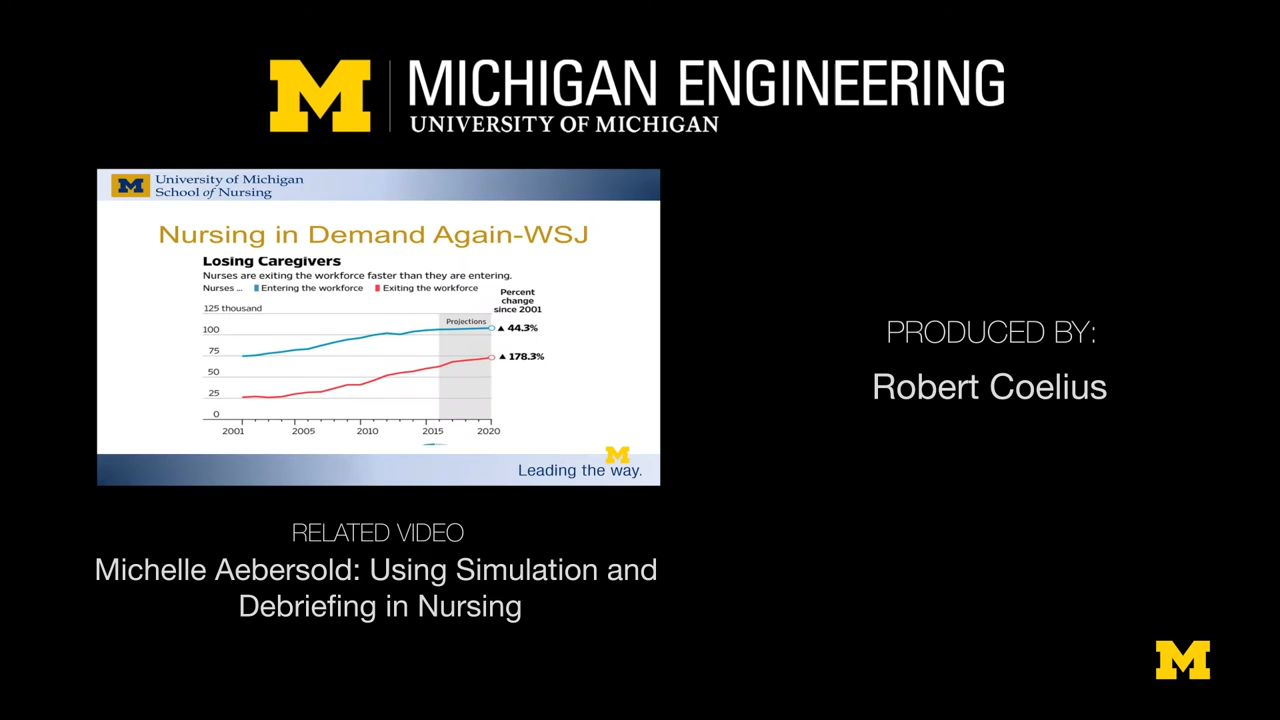 M MICHIGAN ENGINEERING
UNIVERSITY OF MICHIGAN
M University of Michigan
School of Nursing
Nursing in Demand Again-WSJ
Losing Caregivers
Nurses are exiting the workforce faster than they are entering.
Nurses ... Entering the workforce Exiting the workforce
Percent
change
since 2001
125 thousand
Projections
100
▲ 44.3%
75
▲ 178.3%
50
25
0
2001 2005 2010 2015 2020
M
Leading the way.
PRODUCED BY:
Robert Coelius
RELATED VIDEO
Michelle Aebersold: Using Simulation and
Debriefing in Nursing
M